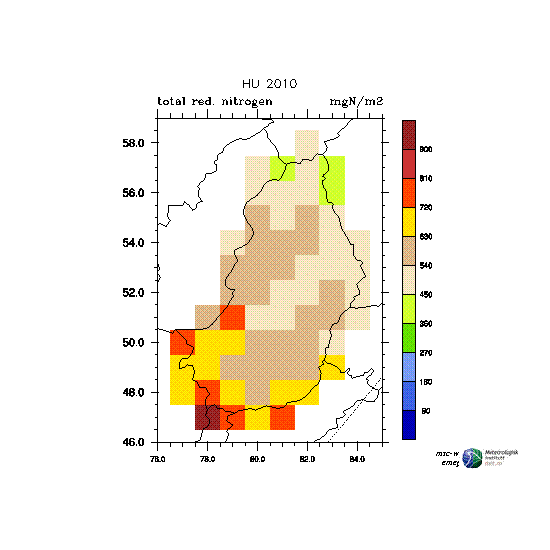 HU 2010
total red. nitrogen mgN/m2
58.0
56.0
54.0
52.0
50.0
48.0
46.0
76.0 78.0 80.0 82.0 84.0
900
810
720
630
540
450
360
270
180
90
msc-w
emep
Meteorologisk
institutt
met.no